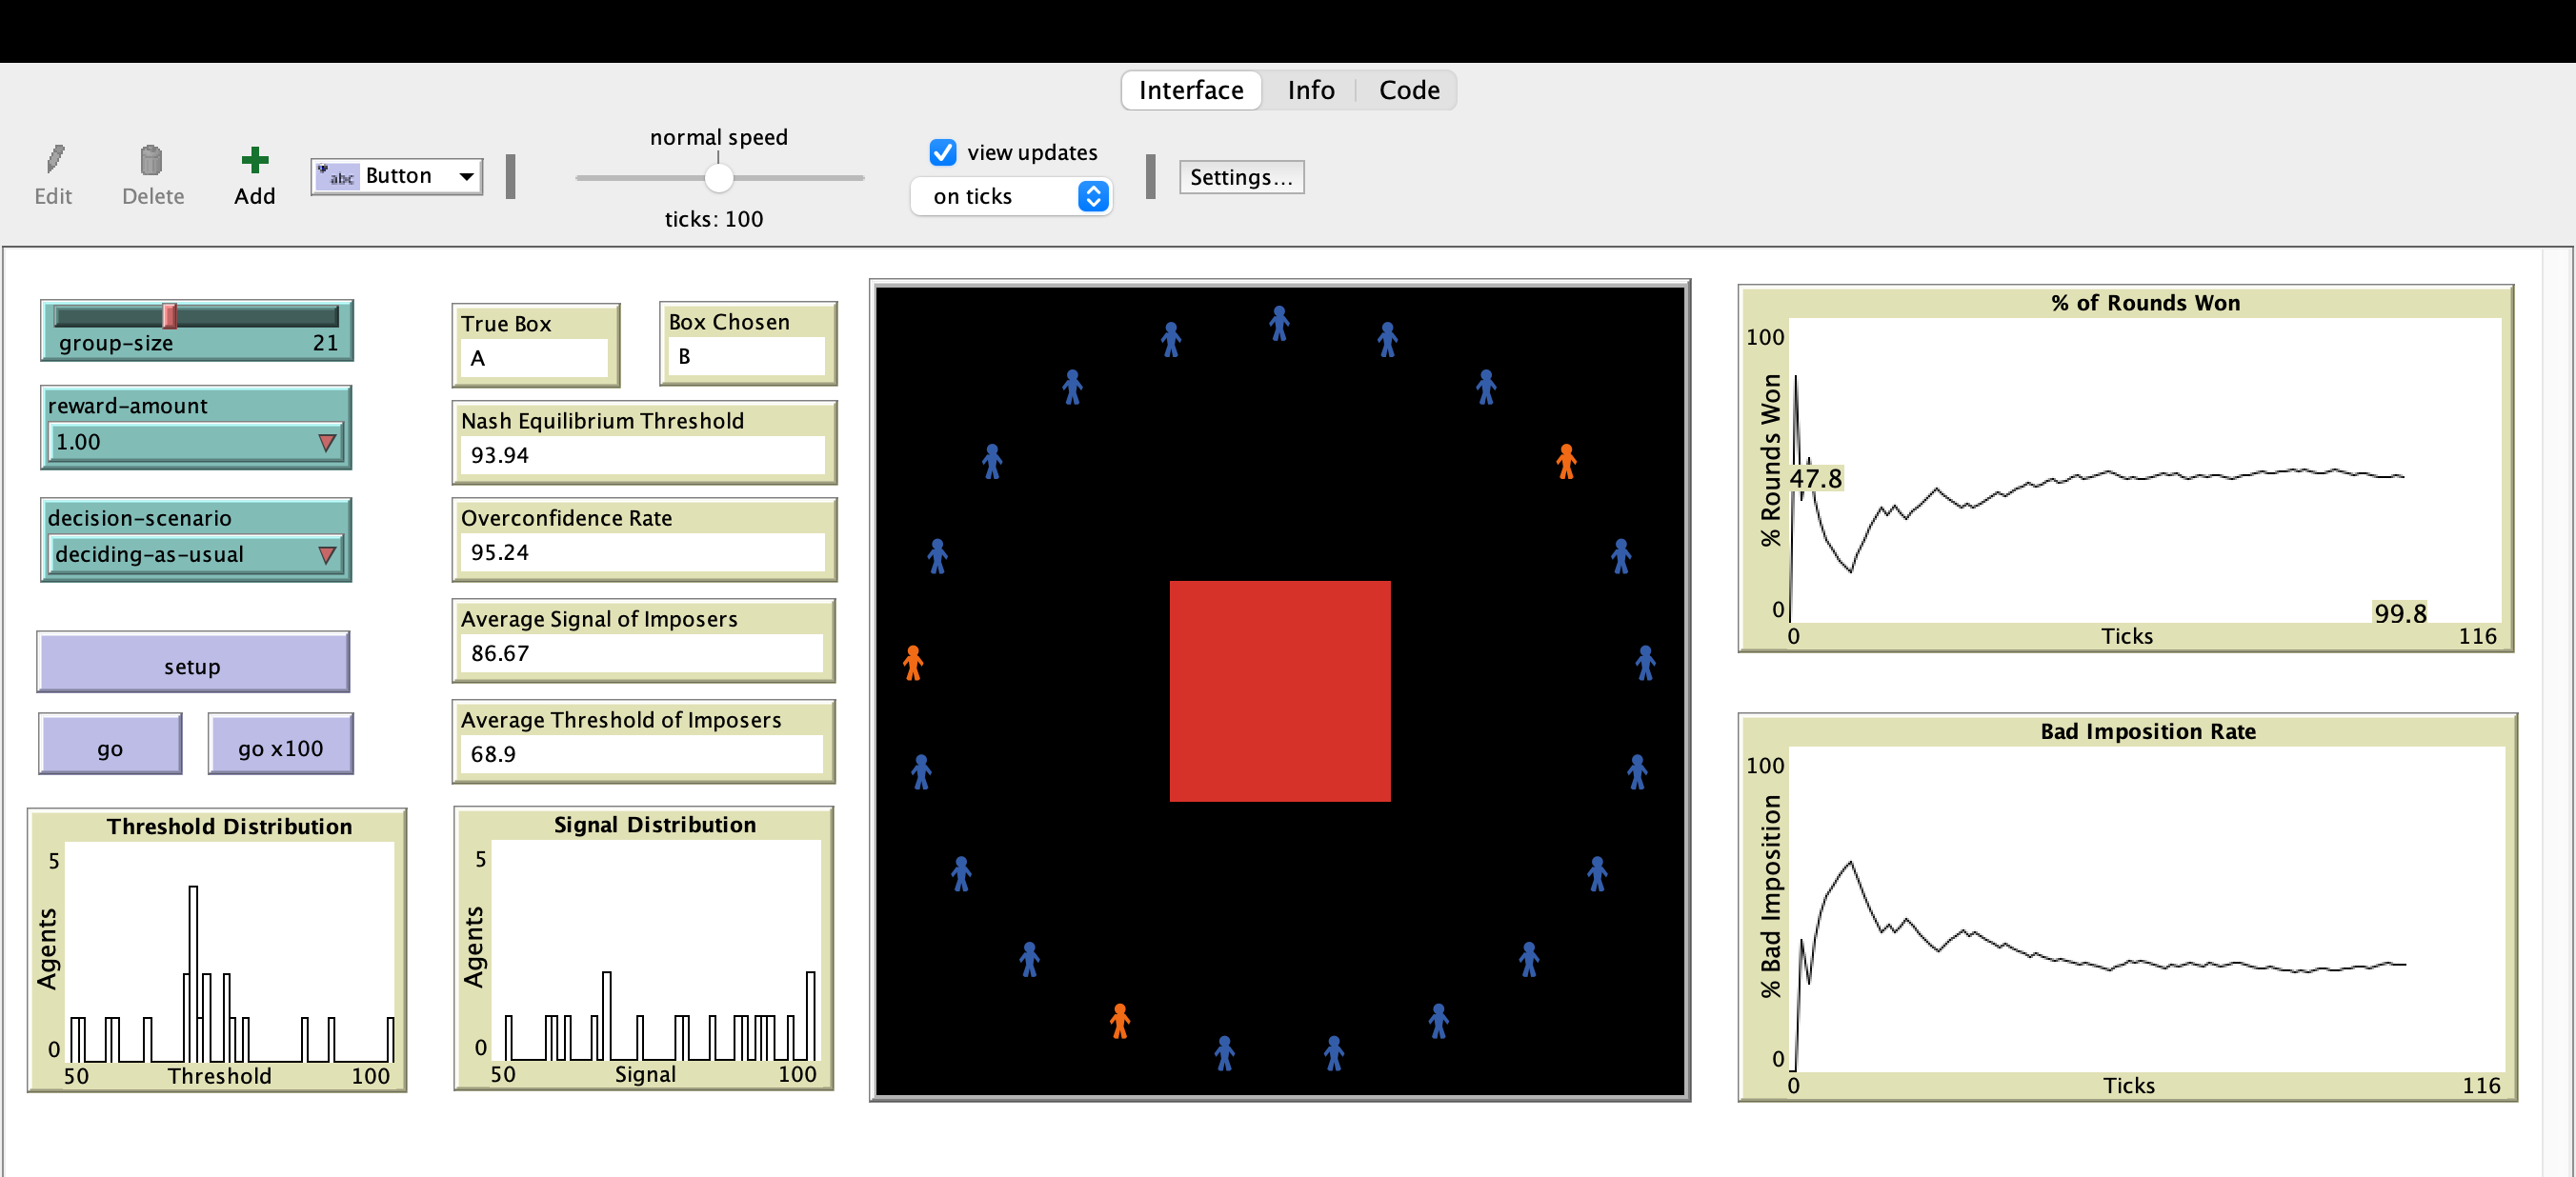 Interface Info Code
normal speed
view updates
Edit Delete Add
abc Button
on ticks
Settings...
ticks: 100
group-size 21
reward-amount
1.00
decision-scenario
deciding-as-usual
setup
go
go x100
True Box
A
Box Chosen
B
Nash Equilibrium Threshold
93.94
Overconfidence Rate
95.24
Average Signal of Imposers
86.67
Average Threshold of Imposers
68.9
Threshold Distribution
5
Agents
0
50 Threshold 100
Signal Distribution
5
Agents
0
50 Signal 100
% of Rounds Won
100
% Rounds Won
47.8
0
99.8
0 Ticks 116
Bad Imposition Rate
100
% Bad Imposition
0
0 Ticks 116